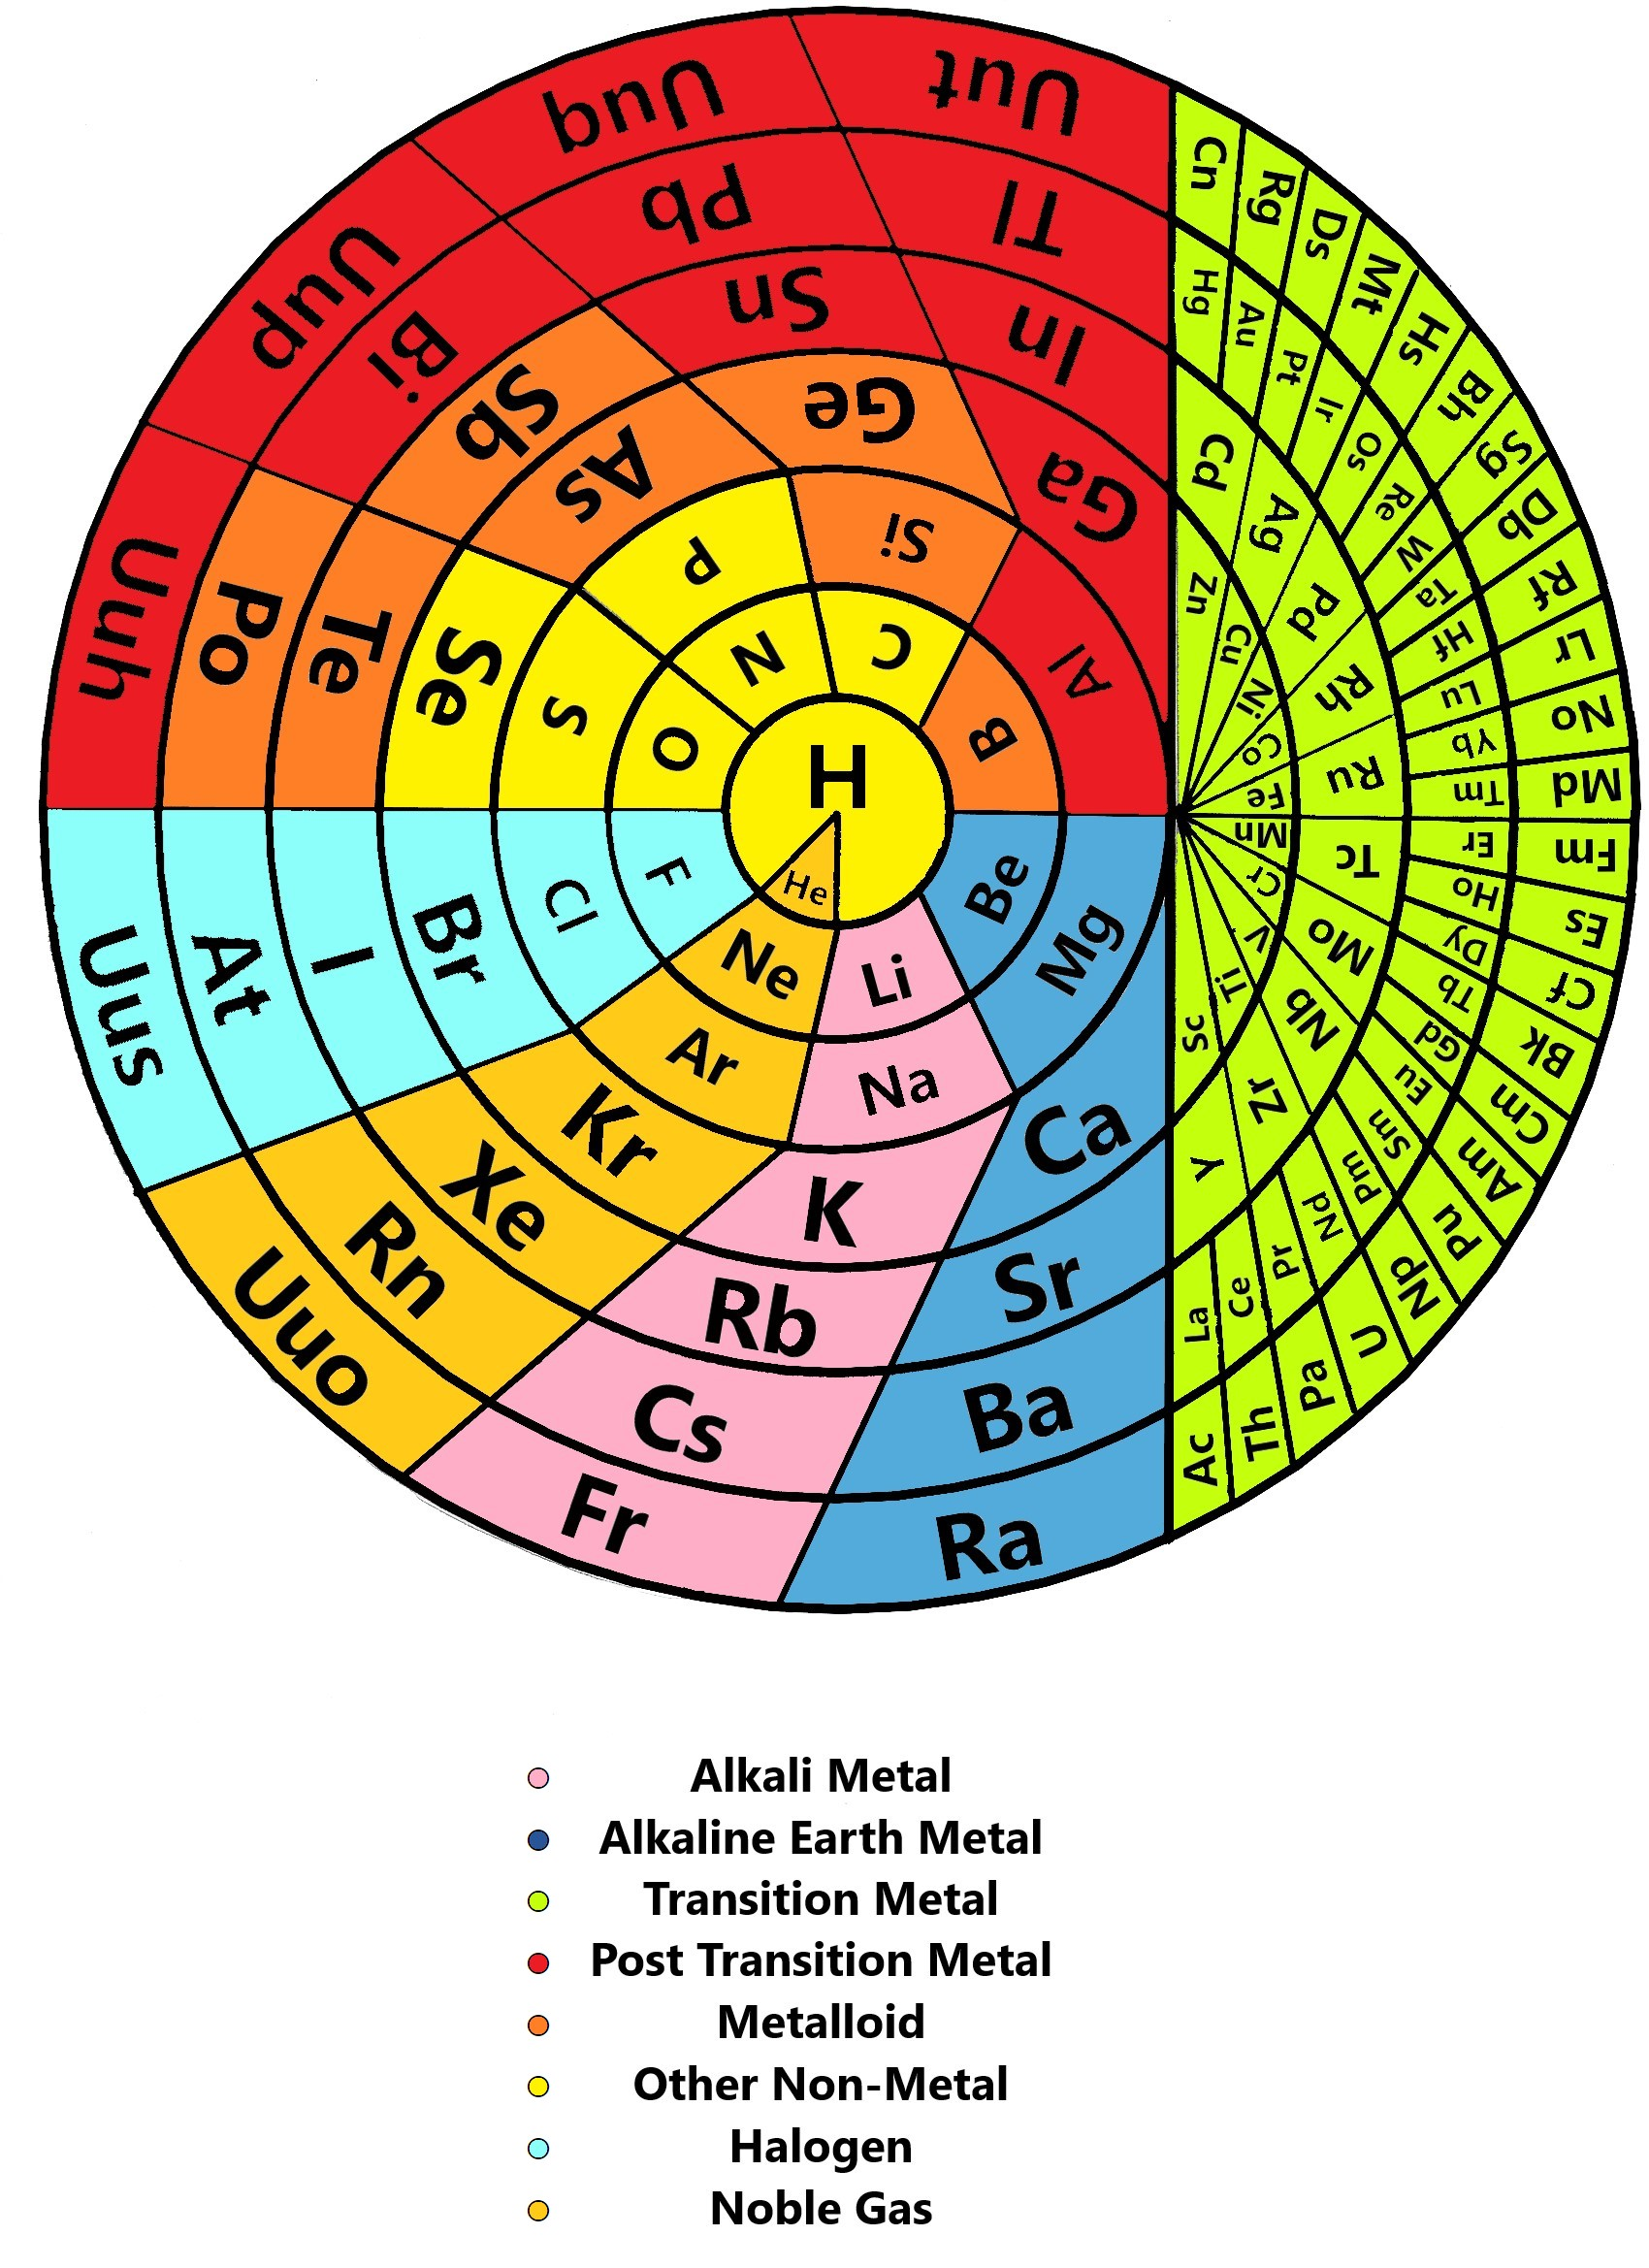 H
He
Li
Be
B
C
N
O
F
Ne
Na
Mg
Al
Si
P
S
Cl
Ar
K
Ca
Sc
Ti
V
Cr
Mn
Fe
Co
Ni
Cu
Zn
Ga
Ge
As
Se
Br
Kr
Rb
Sr
Y
Zr
Nb
Mo
Tc
Ru
Rh
Pd
Ag
Cd
In
Sn
Sb
Te
I
Xe
Cs
Ba
La
Ce
Pr
Nd
Pm
Sm
Eu
Gd
Tb
Dy
Ho
Er
Tm
Yb
Lu
Hf
Ta
W
Re
Os
Ir
Pt
Au
Hg
Tl
Pb
Bi
Po
At
Rn
Fr
Ra
Ac
Th
Pa
U
Np
Pu
Am
Cm
Bk
Cf
Es
Fm
Md
No
Lr
Rf
Db
Sg
Bh
Hs
Mt
Ds
Rg
Cn
Uut
Uuq
Uup
Uuh
Uus
Uuo
Alkali Metal
Alkaline Earth Metal
Transition Metal
Post Transition Metal
Metalloid
Other Non-Metal
Halogen
Noble Gas